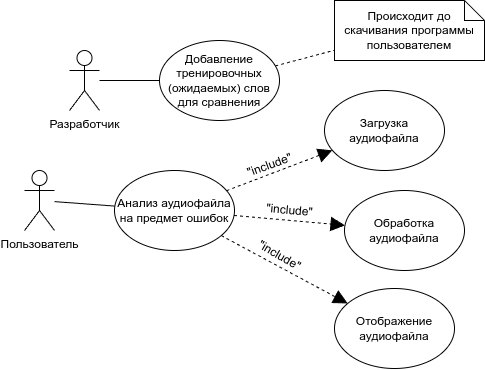 Происходит до
скачивания программы
пользователем
Добавление
тренировочных
(ожидаемых) слов
для сравнения
Разработчик
Загрузка
аудиофайла
"include"
Анализ аудиофайла
на предмет ошибок
Пользователь
"include"
Обработка
аудиофайла
"include"
Отображение
аудиофайла